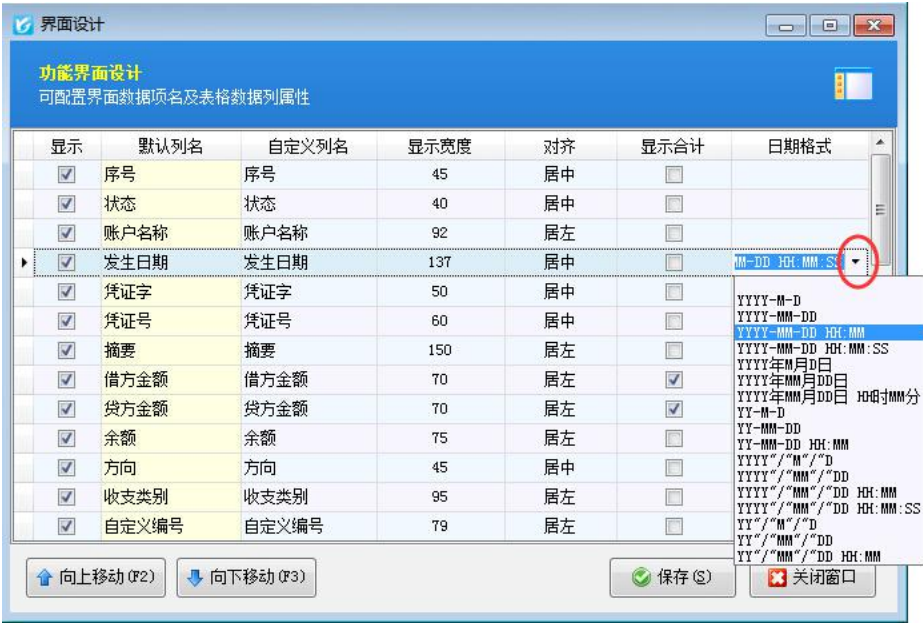 界面设计
功能界面设计
可配置界面数据项名及表格数据列属性
显示 默认列名 自定义列名 显示宽度 对齐 显示合计 日期格式
序号 序号 45 居中
状态 状态 40 居中
账户名称 账户名称 92 居左
发生日期 发生日期 137 居中 MM-DD HH:MM:SS
凭证字 凭证字 50 居中
凭证号 凭证号 60 居中
摘要 摘要 150 居左
借方金额 借方金额 70 居左
贷方金额 贷方金额 70 居左
余额 余额 75 居左
方向 方向 45 居中
收支类别 收支类别 95 居左
自定义编号 自定义编号 79 居左
YYYY-M-D
YYYY-MM-DD
YYYY-MM-DD HH:MM
YYYY-MM-DD HH:MM:SS
YYYY年M月D日
YYYY年MM月DD日
YYYY年MM月DD日 HH时MM分
YY-M-D
YY-MM-DD
YY-MM-DD HH:MM
YYYY"/"M"/"D
YYYY"/"MM"/"DD
YYYY"/"MM"/"DD HH:MM
YYYY"/"MM"/"DD HH:MM:SS
YY"/"M"/"D
YY"/"MM"/"DD
YY"/"MM"/"DD HH:MM
向上移动(F2) 向下移动(F3) 保存(S) 关闭窗口